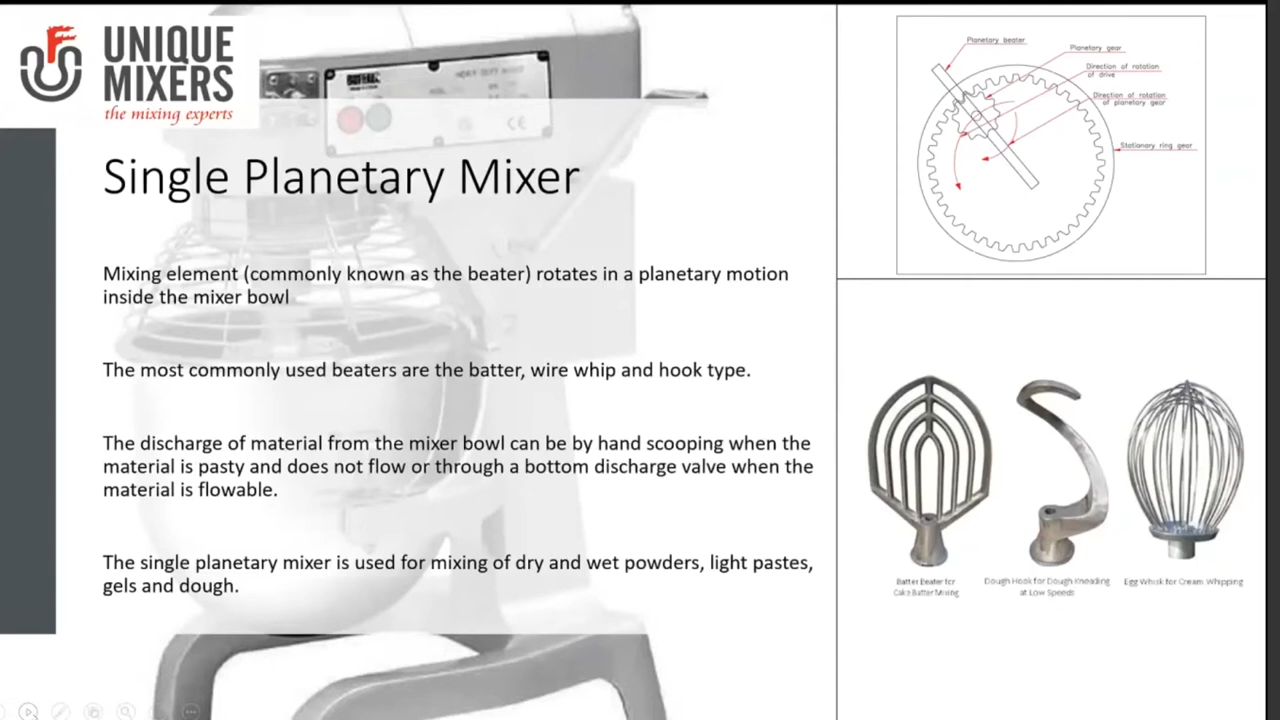 UNIQUE
MIXERS
the mixing experts
Single Planetary Mixer
Mixing element (commonly known as the beater) rotates in a planetary motion
inside the mixer bowl
The most commonly used beaters are the batter, wire whip and hook type.
The discharge of material from the mixer bowl can be by hand scooping when the
material is pasty and does not flow or through a bottom discharge valve when the
material is flowable.
The single planetary mixer is used for mixing of dry and wet powders, light pastes,
gels and dough.
Planetary beater
Planetary gear
Direction of rotation
of drive
Direction of rotation
of planetary gear
Stationary ring gear
Batter Beater for
Cake Batter Mixing
Dough Hook for Dough Kneading
at Low Speeds
Egg Whisk for Cream Whipping
CE